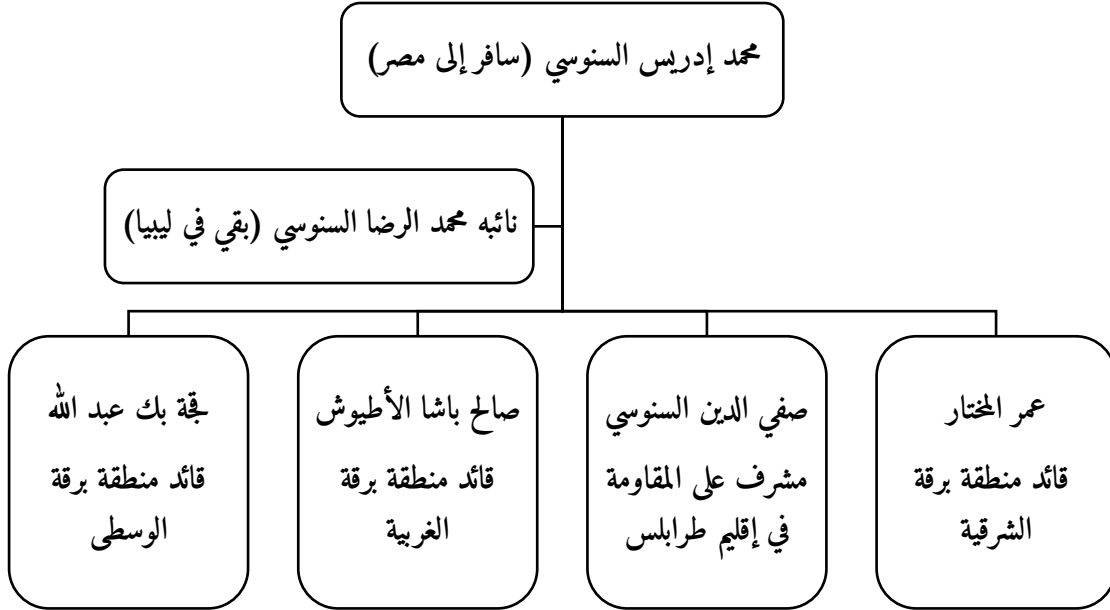 محمد إدريس السنوسي (سافر إلى مصر)
نائبه محمد الرضا السنوسي (بقي في ليبيا)
عمر المختار
قائد منطقة برقة
الشرقية
صفي الدين السنوسي
مشرف على المقاومة
في إقليم طرابلس
صالح باشا الأطيوش
قائد منطقة برقة
الغربية
قجة بك عبد الله
قائد منطقة برقة
الوسطى